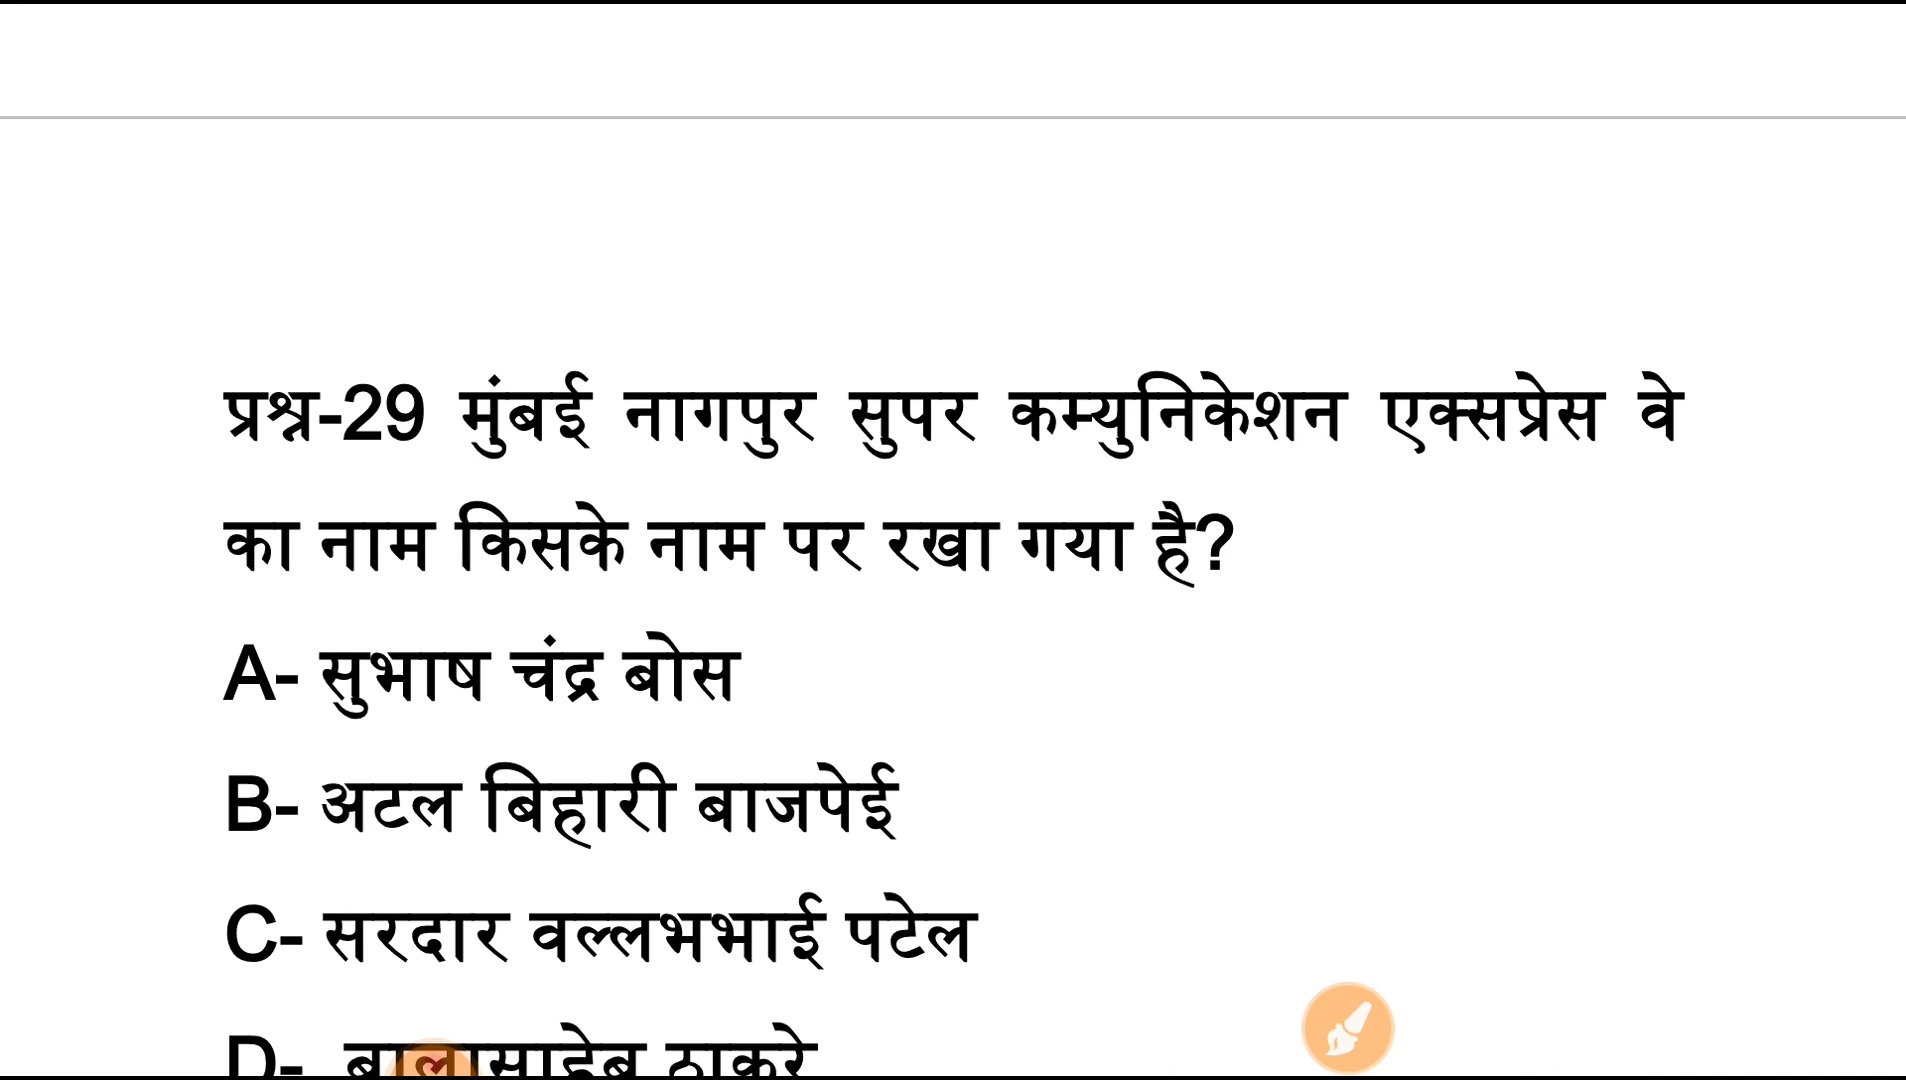 प्रश्न-29 मुंबई नागपुर सुपर कम्युनिकेशन एक्सप्रेस वे
का नाम किसके नाम पर रखा गया है?
A- सुभाष चंद्र बोस
B- अटल बिहारी बाजपेई
C- सरदार वल्लभभाई पटेल
D- बालासाहेब ठाकरे